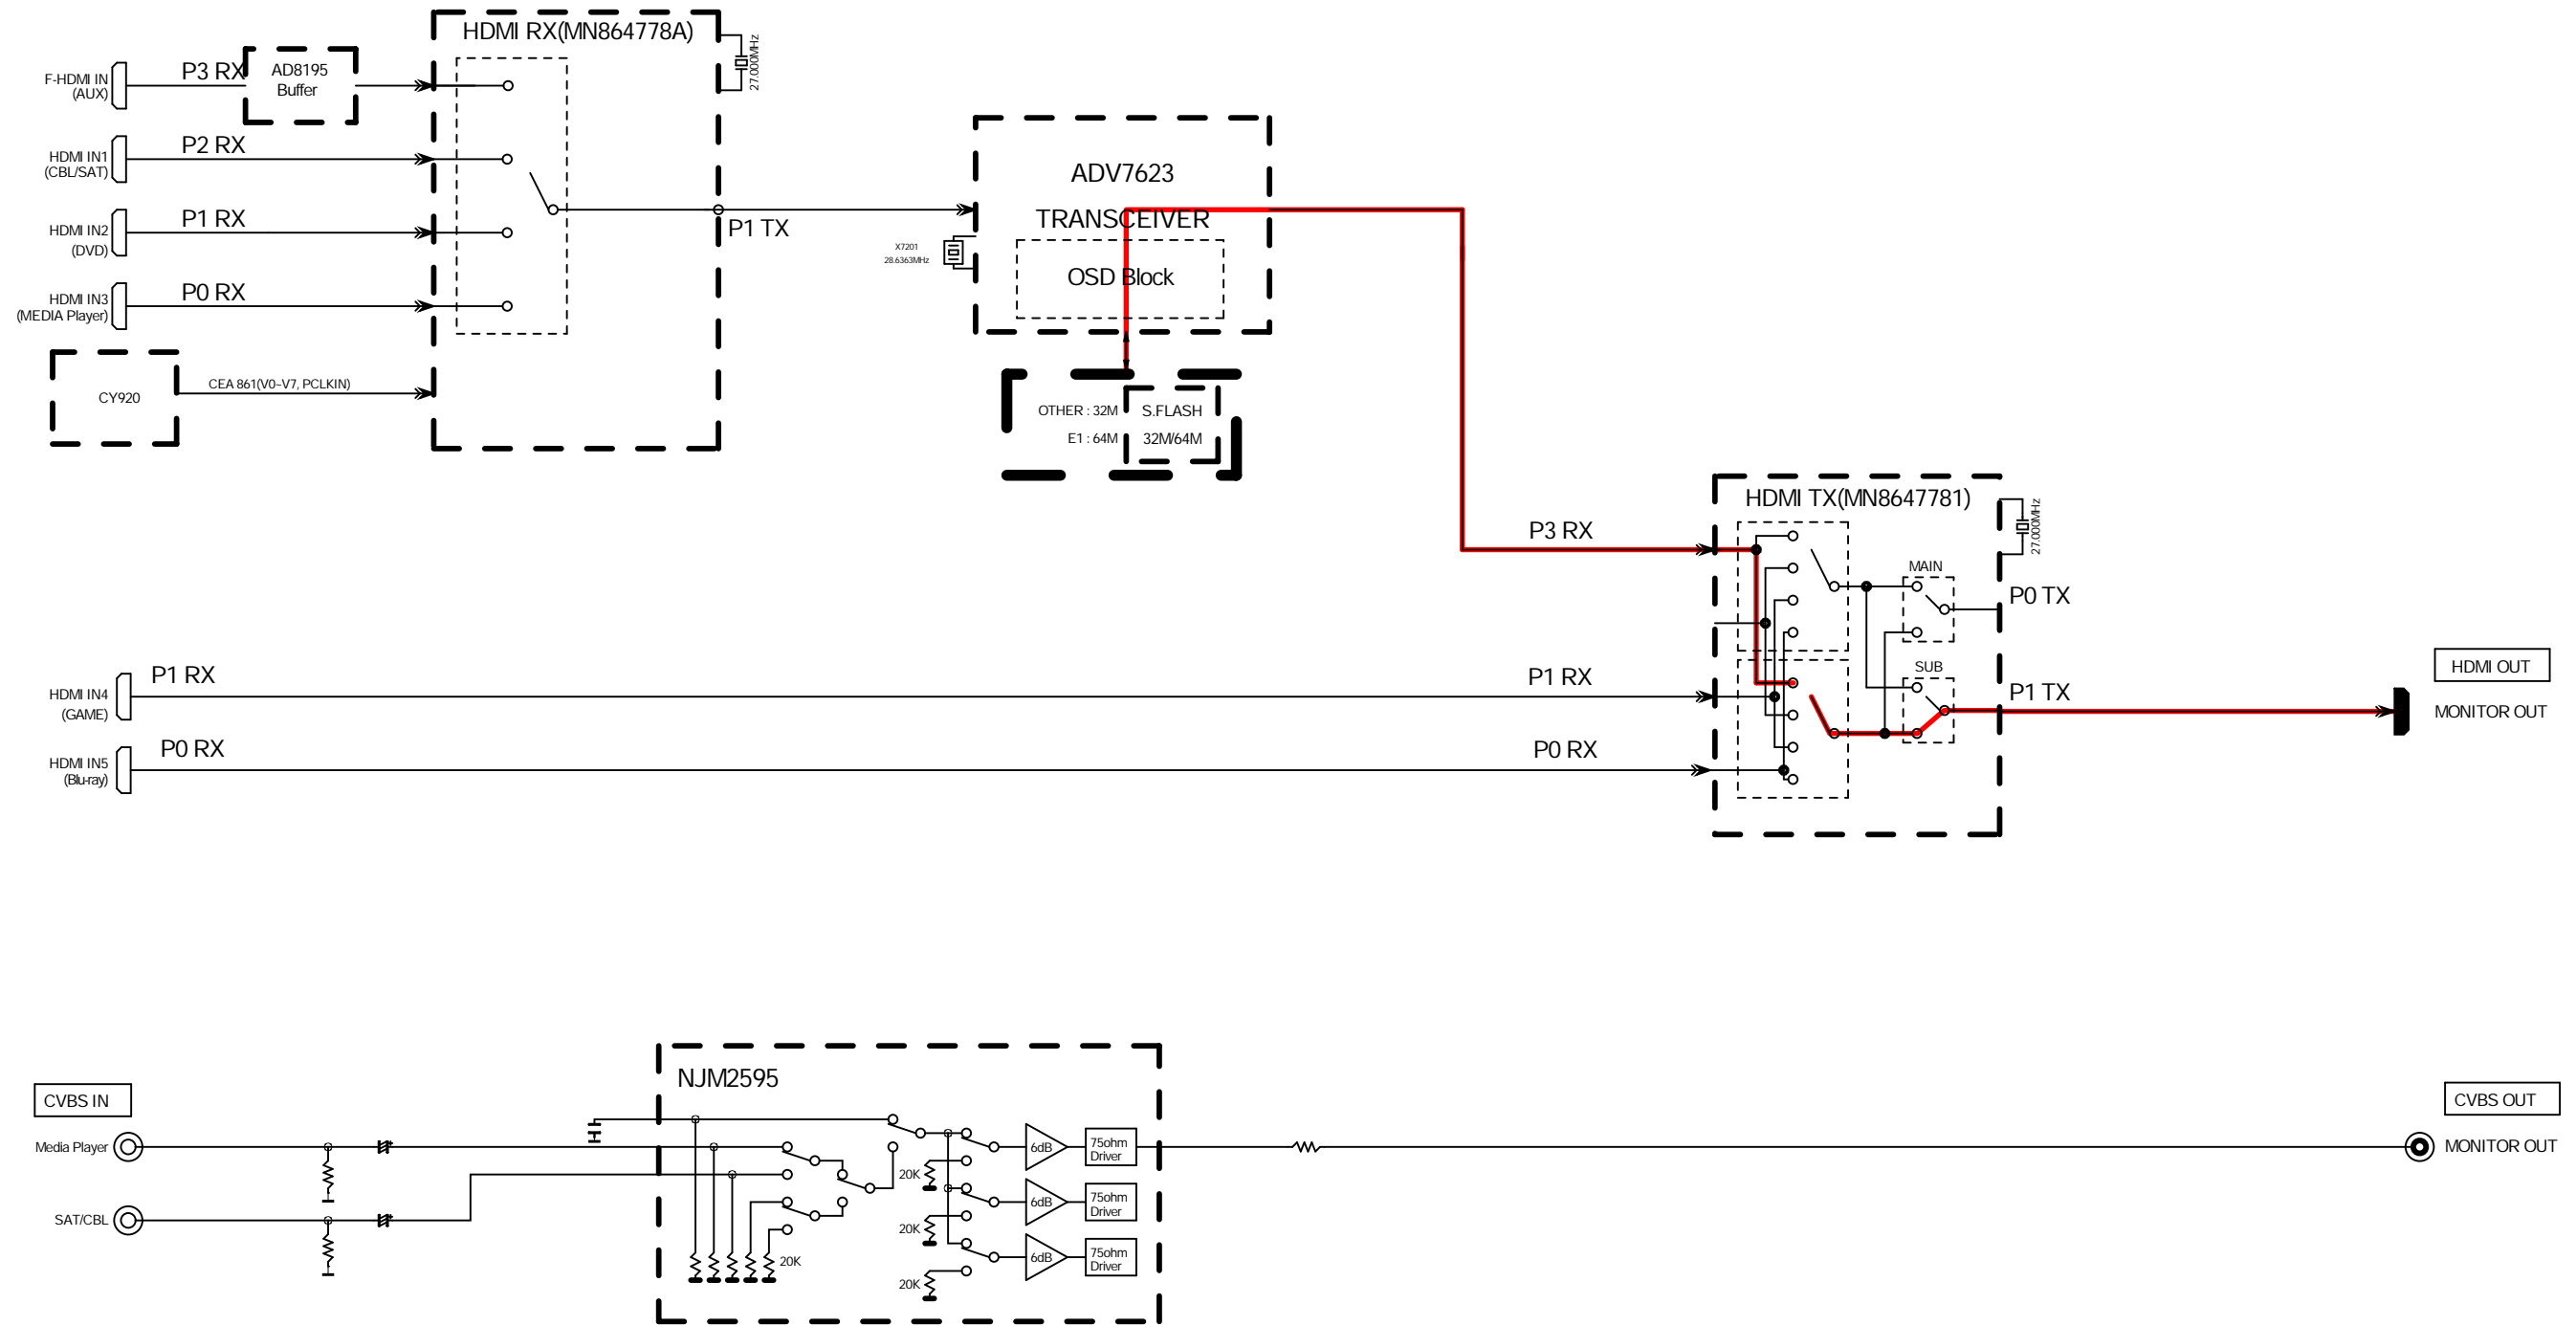 HDMI RX(MN864778A)
27.000MHz
F-HDMI IN
(AUX)
P3 RX
AD8195
Buffer
HDMI IN1
(CBL/SAT)
P2 RX
HDMI IN2
(DVD)
P1 RX
HDMI IN3
(MEDIA Player)
P0 RX
CY920
CEA 861(V0~V7, PCLKIN)
P1 TX
X7201
28.6363MHz
ADV7623
TRANSCEIVER
OSD Block
OTHER : 32M
E1 : 64M
S.FLASH
32M/64M
HDMI TX(MN8647781)
27.000MHz
P3 RX
MAIN
P0 TX
SUB
P1 TX
HDMI OUT
MONITOR OUT
HDMI IN4
(GAME)
P1 RX
P1 RX
HDMI IN5
(Blu-ray)
P0 RX
P0 RX
NJM2595
CVBS IN
Media Player
SAT/CBL
20K
20K
20K
20K
6dB
75ohm
Driver
6dB
75ohm
Driver
6dB
75ohm
Driver
CVBS OUT
MONITOR OUT